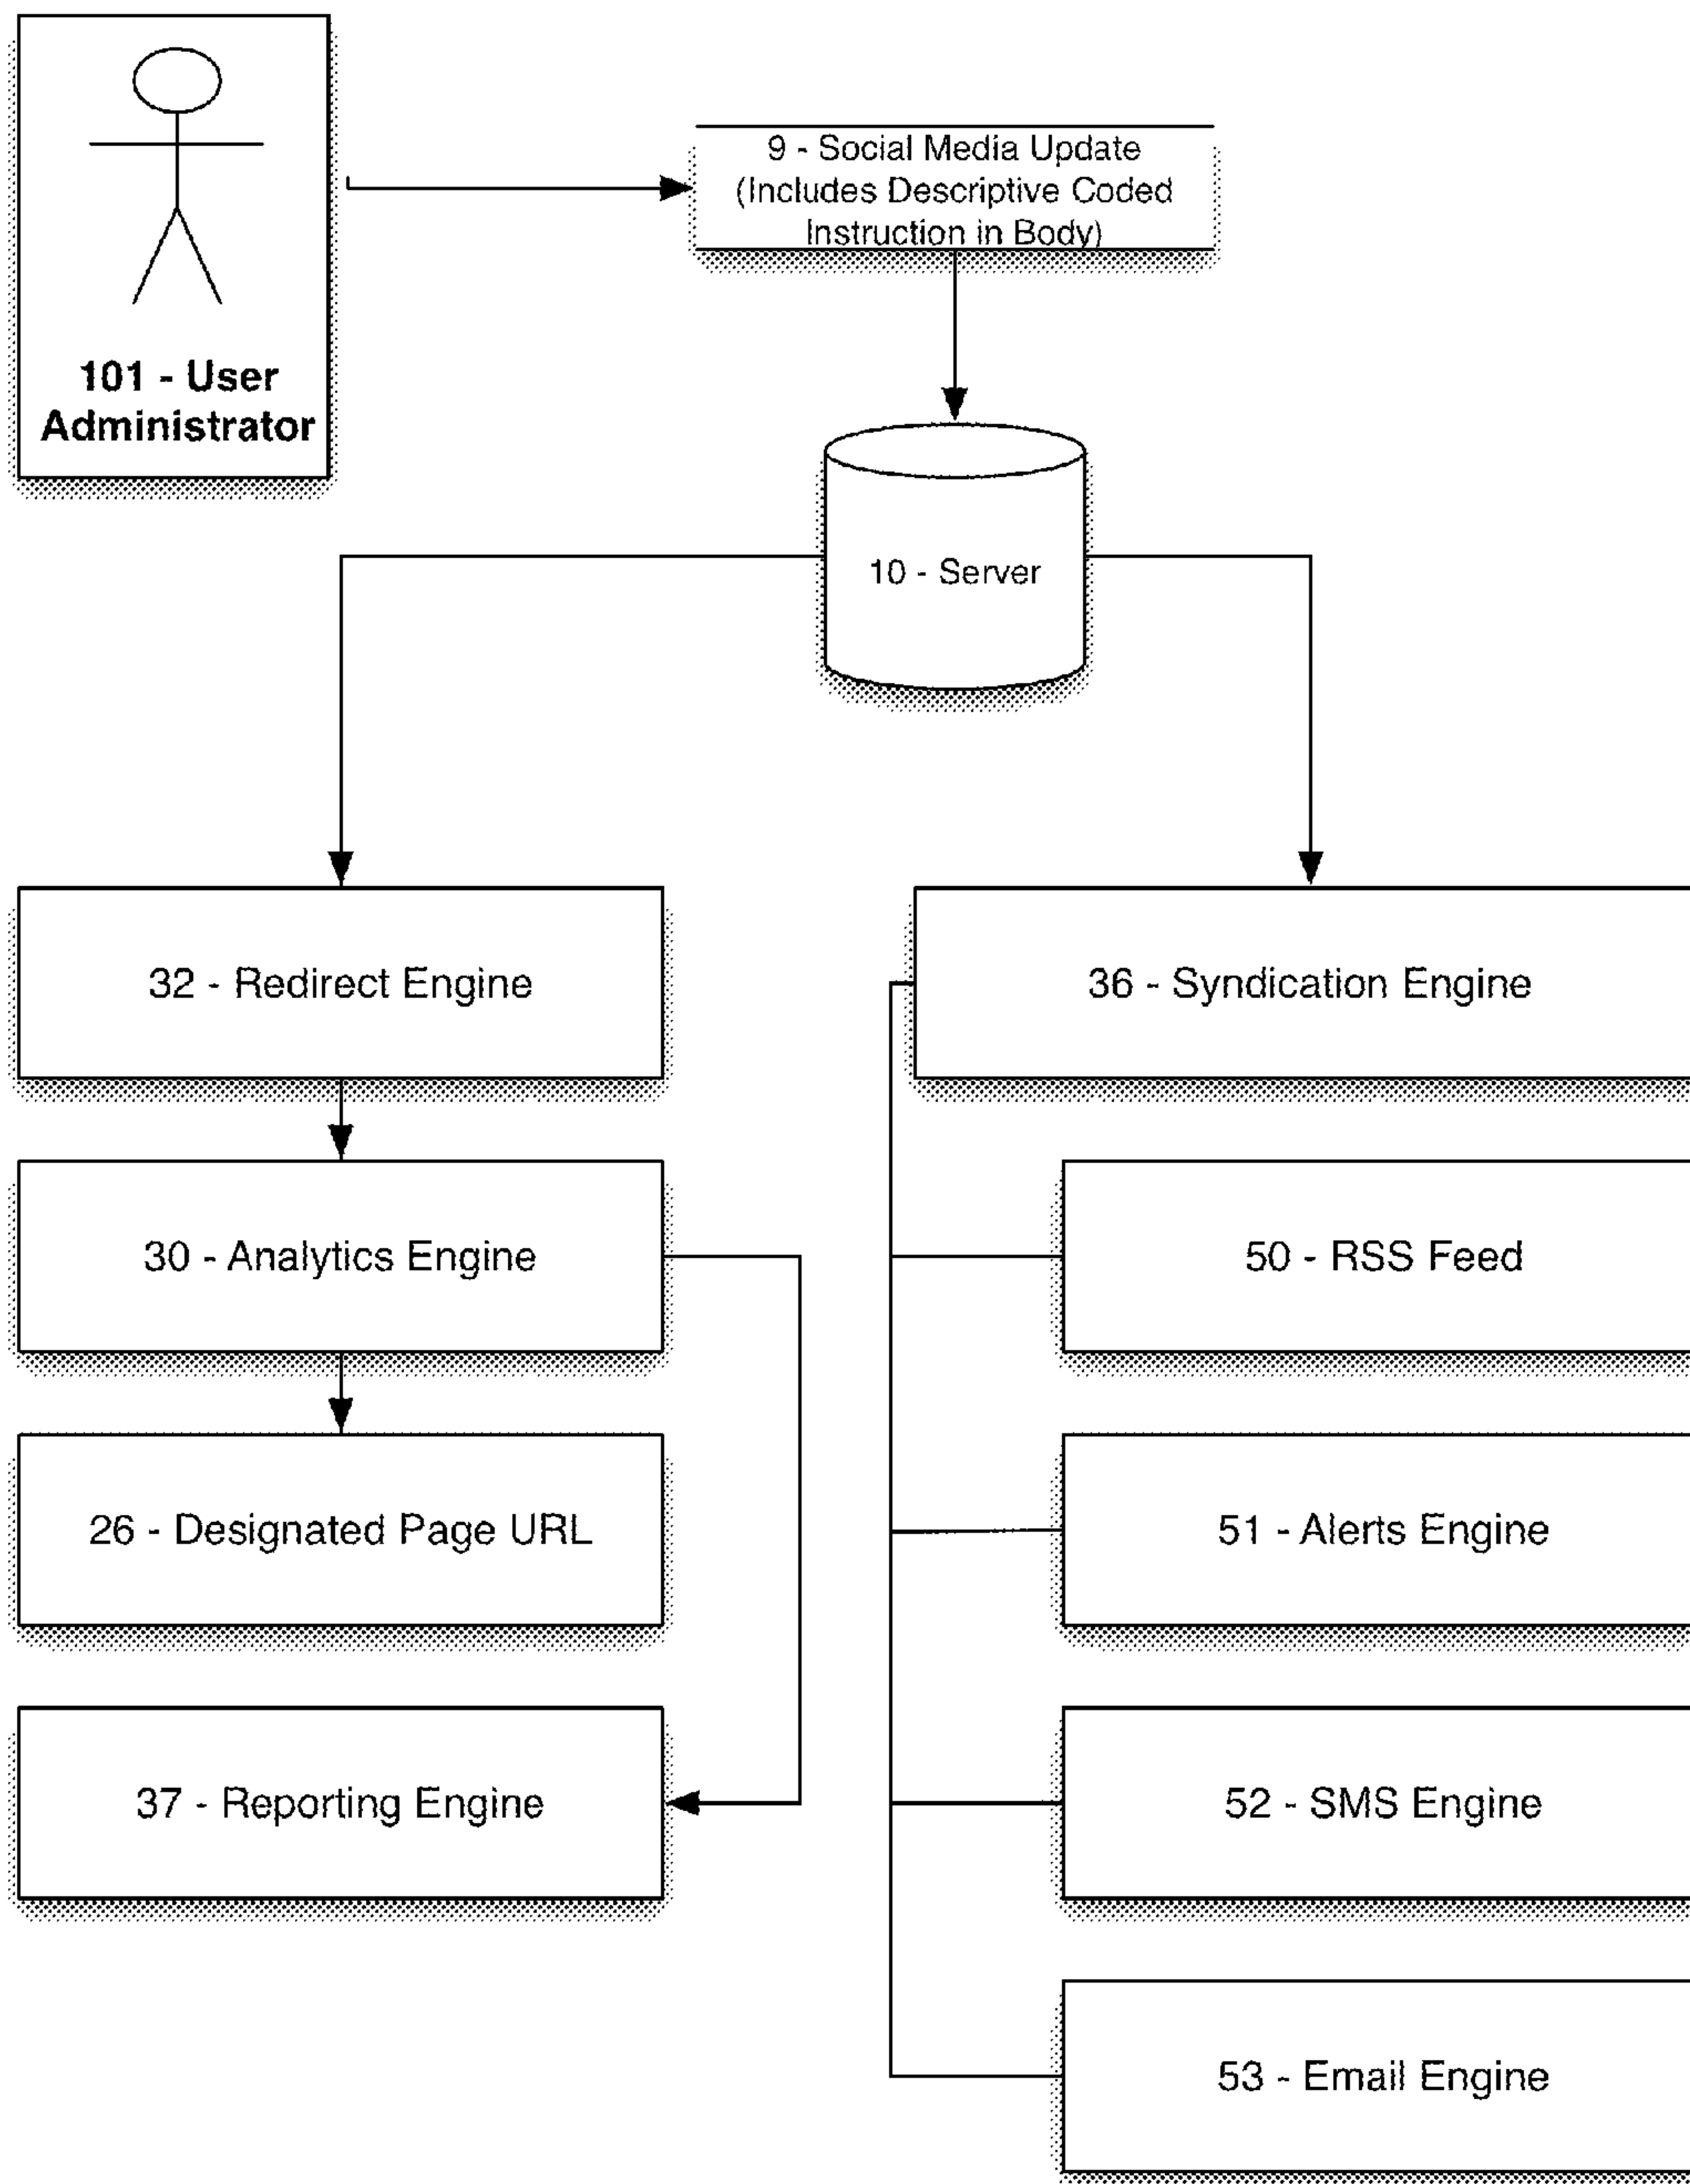 9 - Social Media Update
(Includes Descriptive Coded
Instruction in Body)
101 - User
Administrator
10 - Server
32 - Redirect Engine
36 - Syndication Engine
30 - Analytics Engine
50 - RSS Feed
26 - Designated Page URL
51 - Alerts Engine
37 - Reporting Engine
52 - SMS Engine
53 - Email Engine